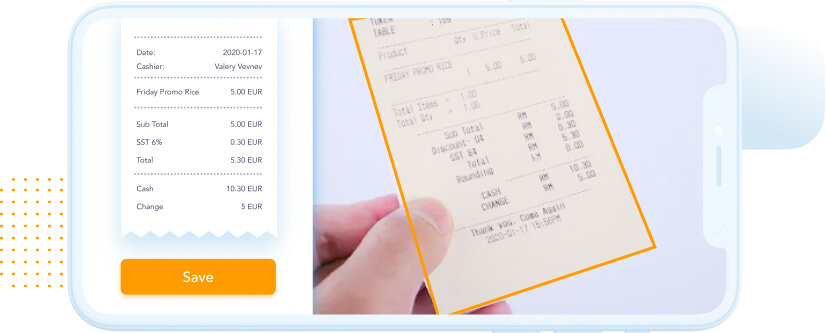 Date: 2020-01-17
Cashier: Valery Vevnev
Friday Promo Rice 5.00 EUR
Sub Total 5.00 EUR
SST 6% 0.30 EUR
Total 5.30 EUR
Cash 10.30 EUR
Change 5 EUR
Save
TABLE : 188
Product Qty U.Price Total
FRIDAY PROMO RICE
: 5.00 5.00
Total Items = 1.00
Total Qty = 1.00
Sub Total RM 5.00
Discount- 0% RM 0.00
SST 6% RM 0.30
Total RM 5.30
Rounding RM 0.00
CASH RM 10.30
CHANGE RM 5.00
Thank you. Come Again
2020-01-17 15:56PM